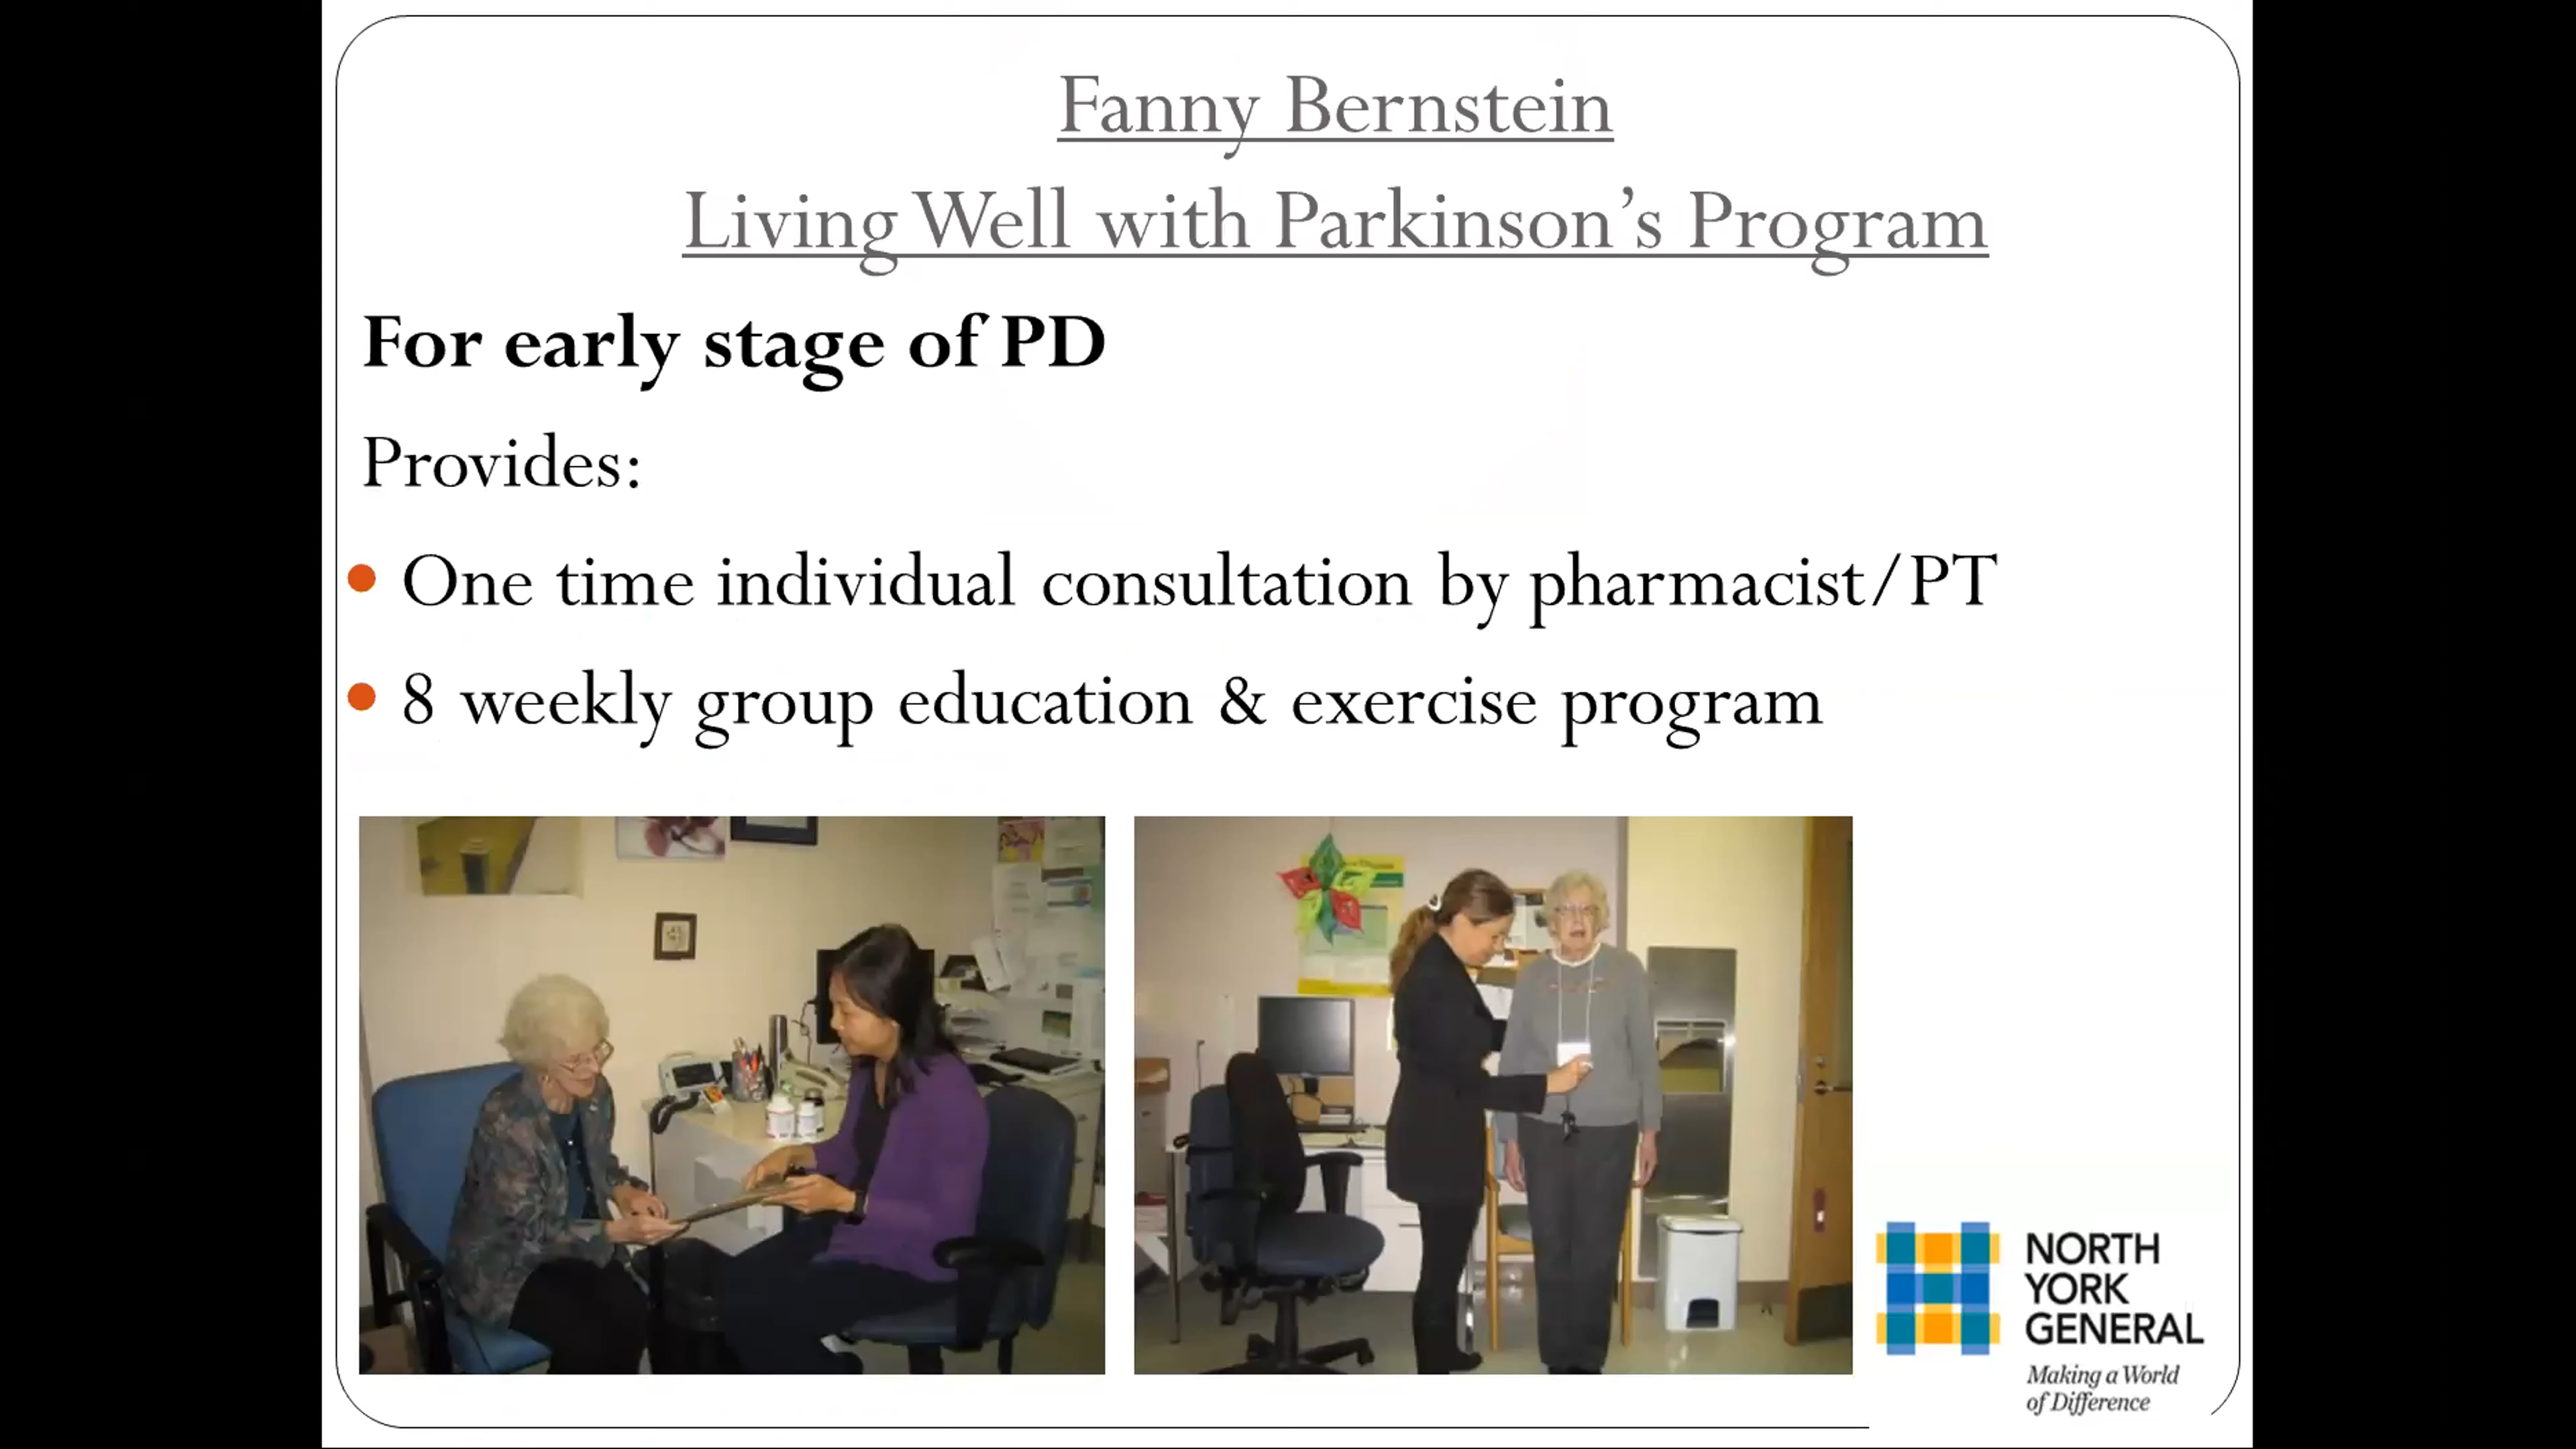 Fanny Bernstein
Living Well with Parkinson’s Program
For early stage of PD
Provides:
• One time individual consultation by pharmacist/PT
• 8 weekly group education & exercise program
NORTH
YORK
GENERAL
Making a World
of Difference